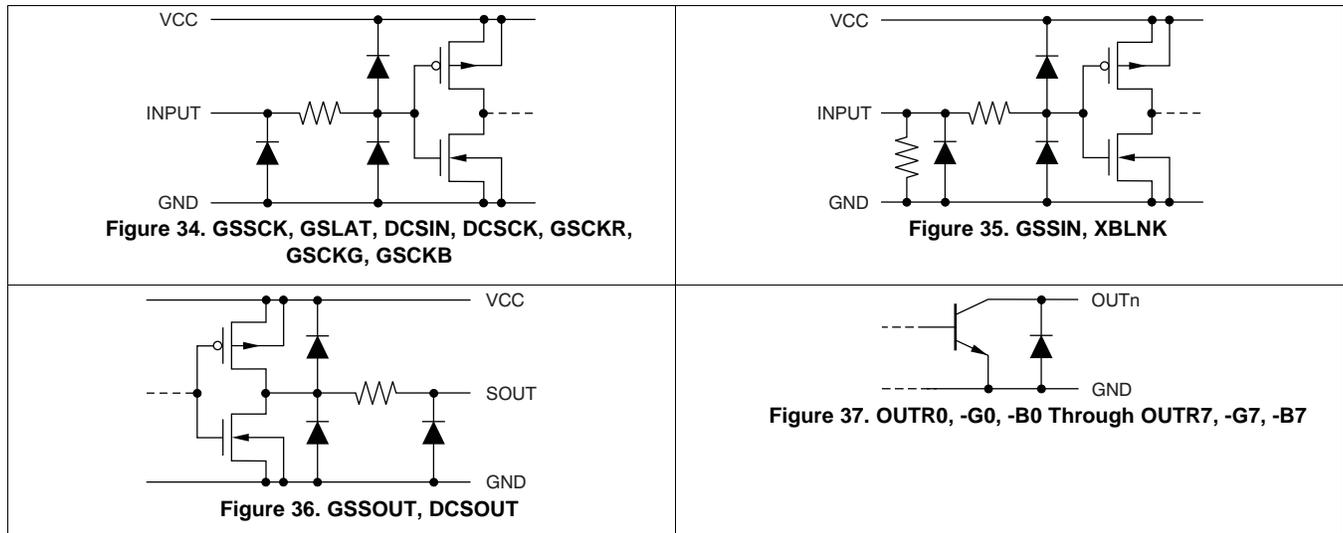 VCC
INPUT
GND
Figure 34. GSSCK, GSLAT, DCSIN, DCSCK, GSCKR,
GSCKG, GSCKB
VCC
INPUT
GND
Figure 35. GSSIN, XBLNK
VCC
SOUT
GND
Figure 36. GSSOUT, DCSOUT
OUTn
GND
Figure 37. OUTR0, -G0, -B0 Through OUTR7, -G7, -B7